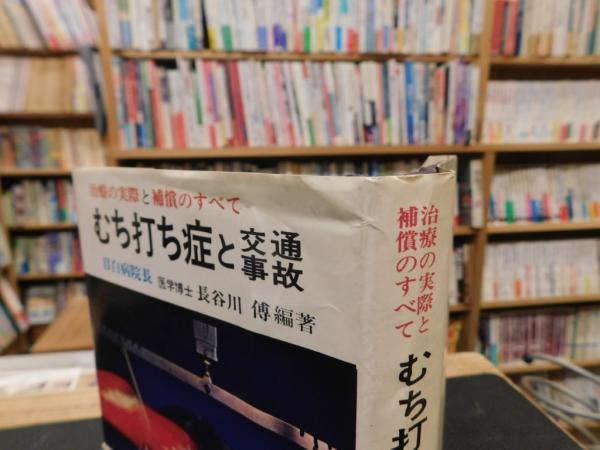 治療の実際と補償のすべて
むち打ち症と交通事故
目白病院長 医学博士 長谷川 傅編著
治療の実際と
補償のすべて
むち打